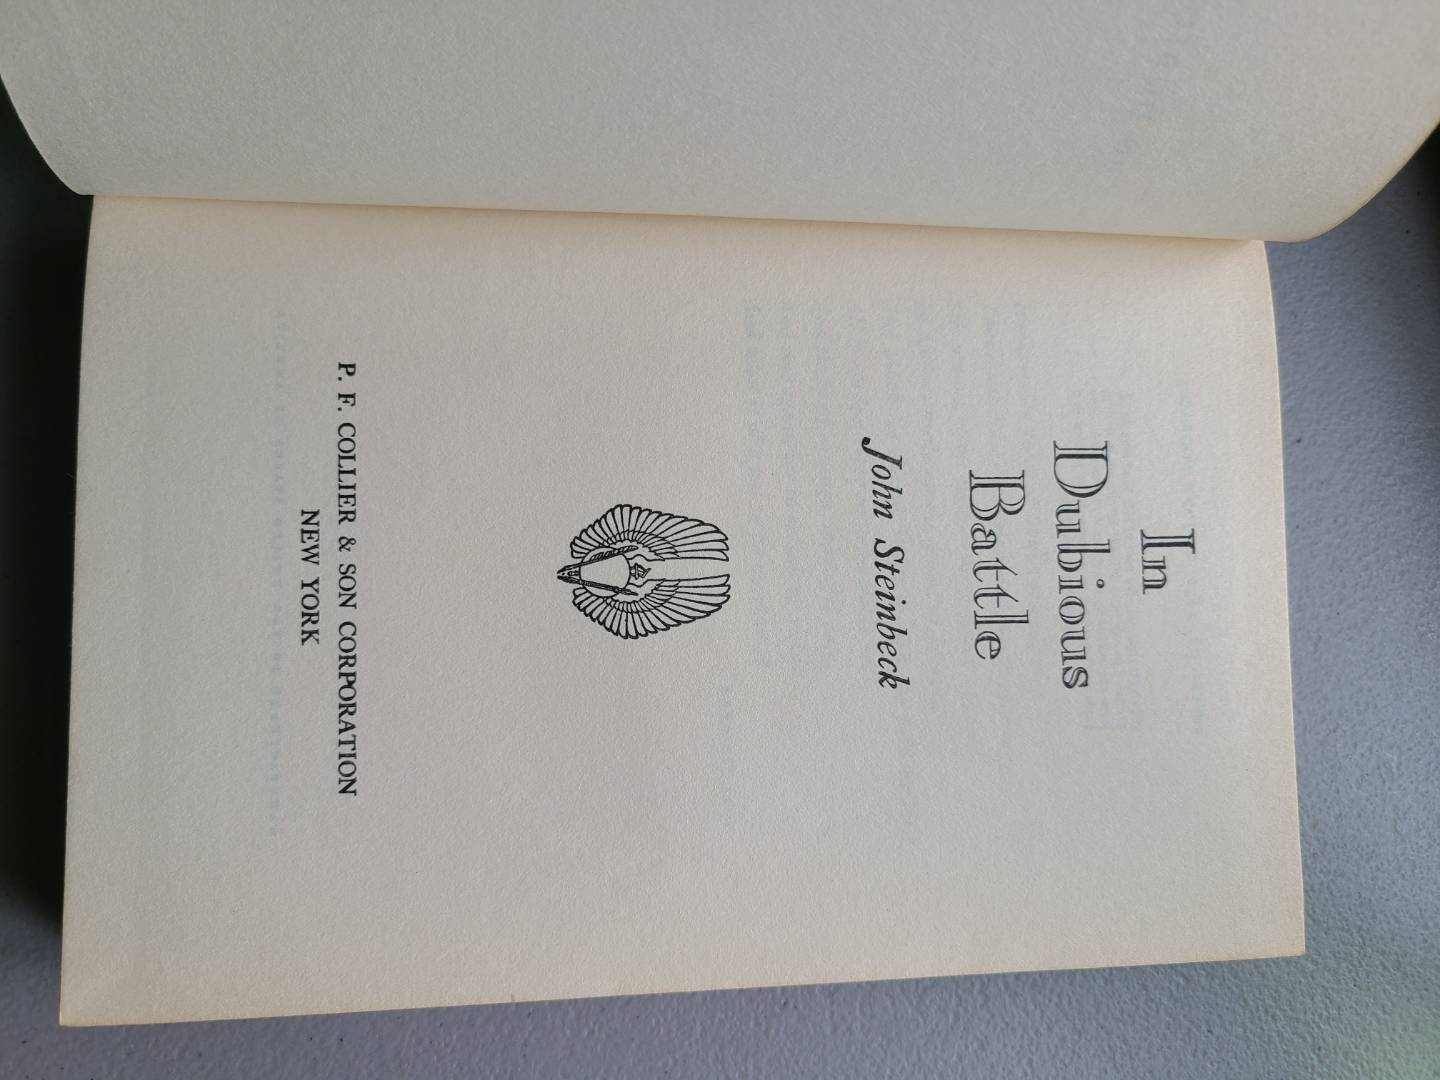 In
Dubious
Battle
John Steinbeck
P. F. COLLIER & SON CORPORATION
NEW YORK